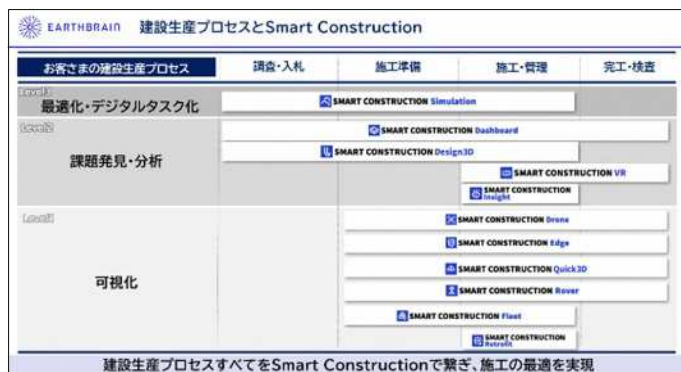 EARTHBRAIN 建設生産プロセスとSmart Construction
お客さまの建設生産プロセス 調査・入札 施工準備 施工・管理 完工・検査
Level3
最適化・デジタルタスク化
SMART CONSTRUCTION Simulation
Level2
課題発見・分析
SMART CONSTRUCTION Dashboard
SMART CONSTRUCTION Design3D
SMART CONSTRUCTION VR
SMART CONSTRUCTION
Insight
Level1
可視化
SMART CONSTRUCTION Drone
SMART CONSTRUCTION Edge
SMART CONSTRUCTION Quick3D
SMART CONSTRUCTION Rover
SMART CONSTRUCTION Fleet
SMART CONSTRUCTION
Retrofit
建設生産プロセスすべてをSmart Constructionで繋ぎ、施工の最適を実現